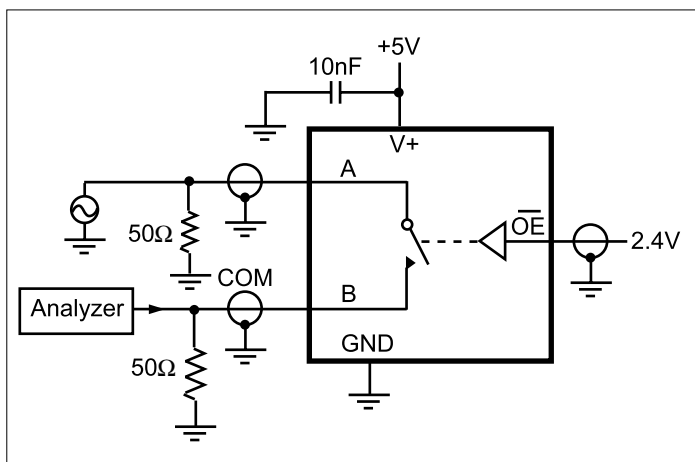 +5V
10nF
V+
A
OE
2.4V
50Ω
COM
Analyzer
B
GND
50Ω